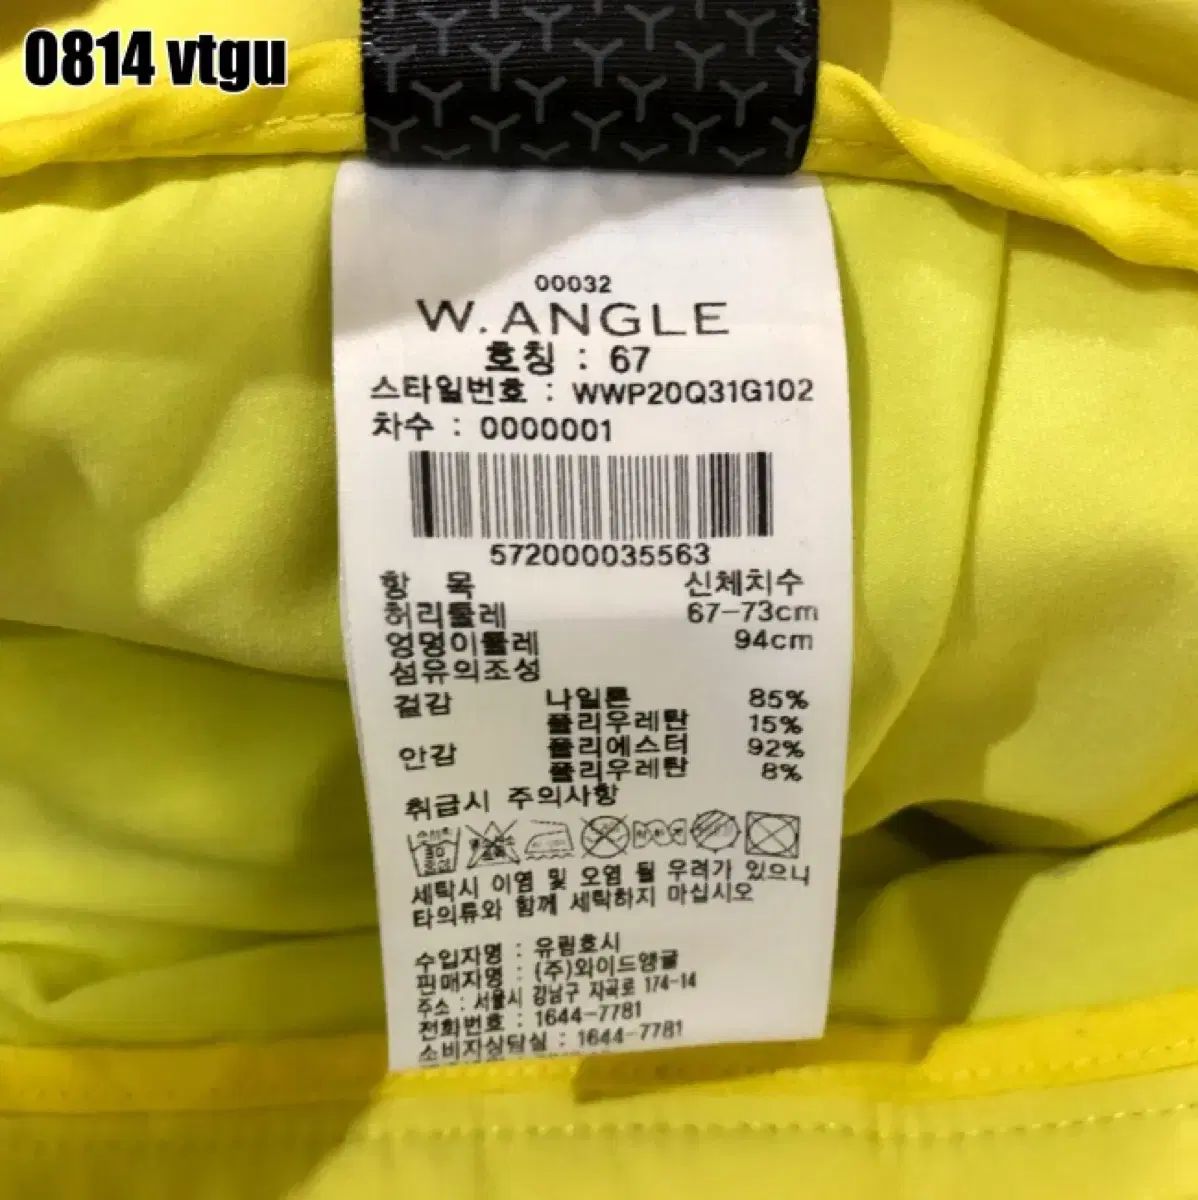 0814 vtgu
00032
W.ANGLE
호칭 : 67
스타일번호 : WWP20Q31G102
차수 : 0000001
572000035563
항 목 신체치수
허리둘레 67-73cm
엉덩이둘레 94cm
섬유의조성
겉감 나일론 85%
폴리우레탄 15%
안감 폴리에스터 92%
폴리우레탄 8%
취급시 주의사항
세탁시 이염 및 오염 될 우려가 있으니
타의류와 함께 세탁하지 마십시오
수입자명 : 유림호시
판매자명 : (주)와이드앵글
주소 : 서울시 강남구 자곡로 174-14
전화번호 : 1644-7781
소비자상담실 : 1644-7781